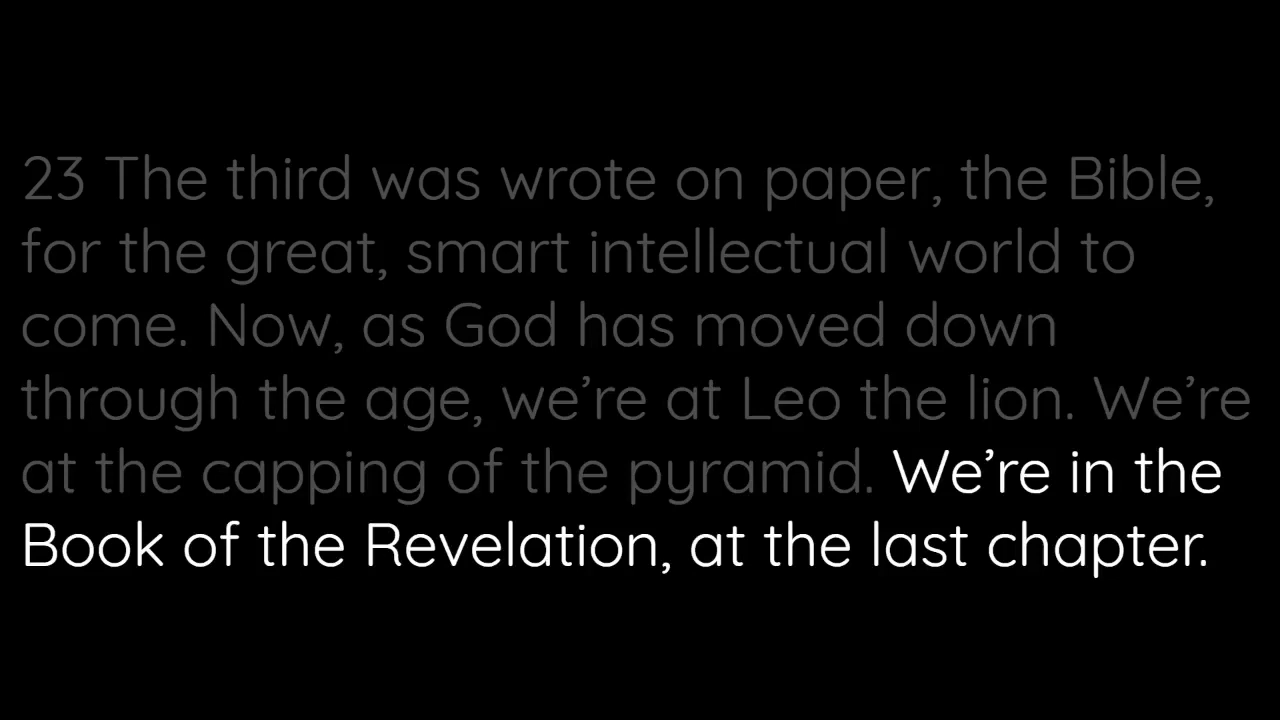 23 The third was wrote on paper, the Bible,
for the great, smart intellectual world to
come. Now, as God has moved down
through the age, we’re at Leo the lion. We’re
at the capping of the pyramid. We’re in the
Book of the Revelation, at the last chapter.